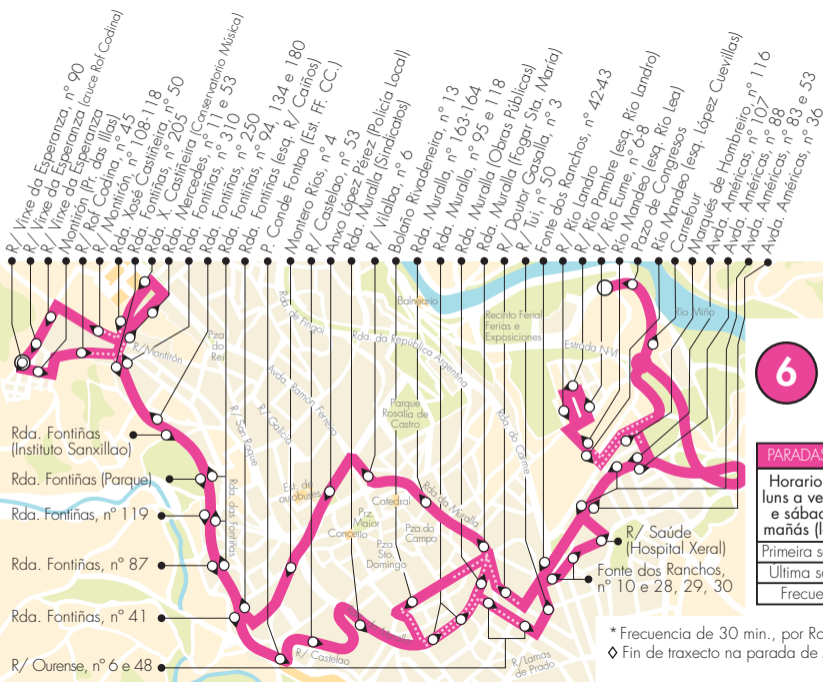 R/ Virxe da Esperanza, nº 90
R/ Virxe da Esperanza (cruce Rof Codina)
R/ Virxe da Esperanza
Montirón (Pr. das Illas)
R/ Rof Codina, nº 45
R/ Montirón, nº 108-118
Rda. Xosé Castiñeira, nº 50
Rda. Fontiñas, nº 205
Rda. X. Castiñeira (Conservatorio Música)
Rda. Mercedes, nº 11 e 53
Rda. Fontiñas, nº 310
Rda. Fontiñas, nº 250
Rda. Fontiñas, nº 94, 134 e 180
Rda. Fontiñas (esq. R/ Caiños)
P. Conde Fontao (Est. FF. CC.)
Montero Ríos, nº 4
R/ Castelao, nº 53
Anxo López Pérez (Policía Local)
Rda. Muralla (Sindicatos)
R/ Vilalba, nº 6
Bolaño Rivadeneira, nº 13
Rda. Muralla, nº 163-164
Rda. Muralla, nº 95 e 118
Rda. Muralla (Obras Públicas)
Rda. Muralla (Fogar Sta. María)
R/ Doutor Gasalla, nº 3
R/ Tui, nº 50
Fonte dos Ranchos, nº 42-43
R/ Río Landro
R/ Río Pambre (esq. Río Landro)
R/ Río Eume, nº 6-8
Río Mandeo (esq. Río Lea)
Pazo de Congresos
Río Mandeo (esq. López Cuevillas)
Carrefour
Marqués de Hombreiro, nº 116
Avda. Américas, nº 107
Avda. Américas, nº 88
Avda. Américas, nº 83 e 53
Avda. Américas, nº 36
R/ Montirón
Pza.
do
Rei
Rda. de Fingoi
Balneario
Rda. da República Argentina
Recinto Ferial
Ferias e
Exposiciones
Río Miño
Estrada N-VI
Avda. Ramón Ferreiro
R/ Galicia
R/ San Roque
Parque
Rosalía de
Castro
Rda. do Carme
Rda. das Fontiñas
Est. de
autobuses
Catedral
Rda da Muralla
Prz.
Maior
Concello
Pza.do
Campo
Pza.
Sto.
Domingo
R/ Castelao
R/ Lamas
de Prado
Rda. Fontiñas
(Instituto Sanxillao)
Rda. Fontiñas (Parque)
Rda. Fontiñas, nº 119
Rda. Fontiñas, nº 87
Rda. Fontiñas, nº 41
R/ Ourense, nº 6 e 48
R/ Saúde
(Hospital Xeral)
Fonte dos Ranchos,
nº 10 e 28, 29, 30
6
PARADAS
Horario
luns a ve
e sábad
mañás (l
Primeira s
Última s
Frecue
* Frecuencia de 30 min., por Ro
◊ Fin de traxecto na parada de